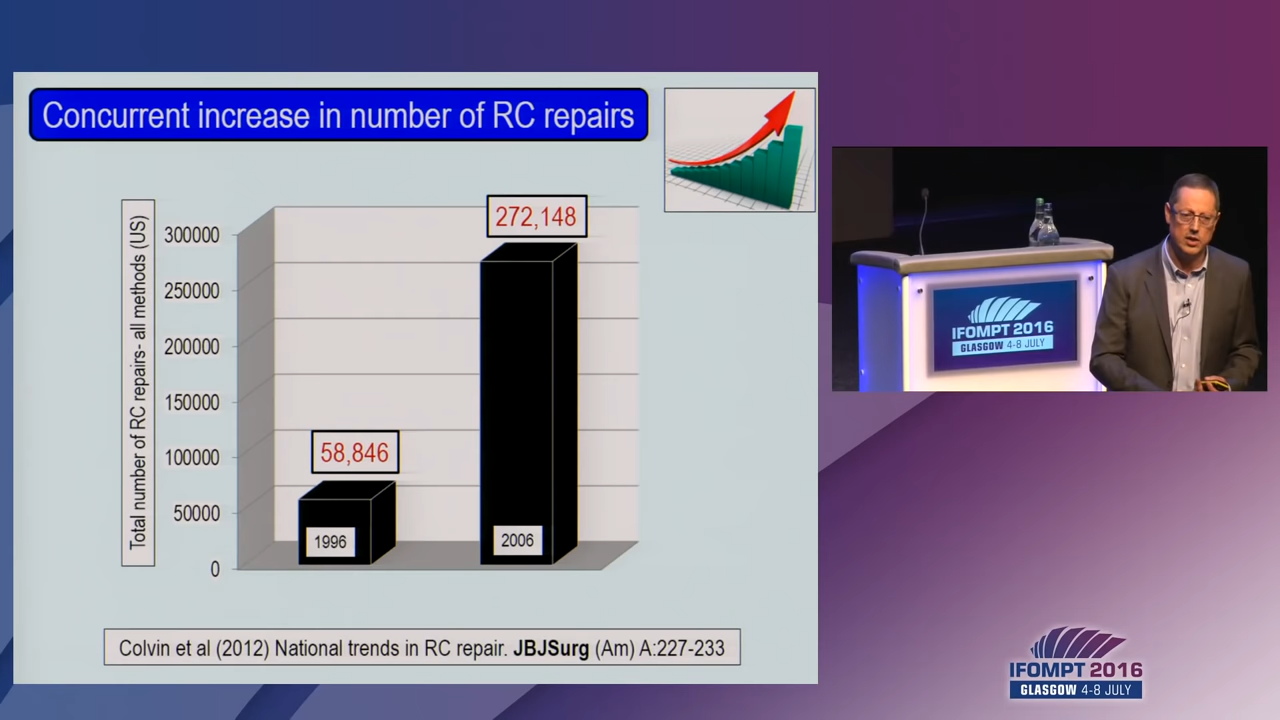 Concurrent increase in number of RC repairs
Total number of RC repairs- all methods (US)
300000
250000
200000
150000
100000
50000
0
272,148
58,846
1996
2006
Colvin et al (2012) National trends in RC repair. JBJSurg (Am) A:227-233
IFOMPT 2016
GLASGOW 4-8 JULY
IFOMPT 2016
GLASGOW 4-8 JULY